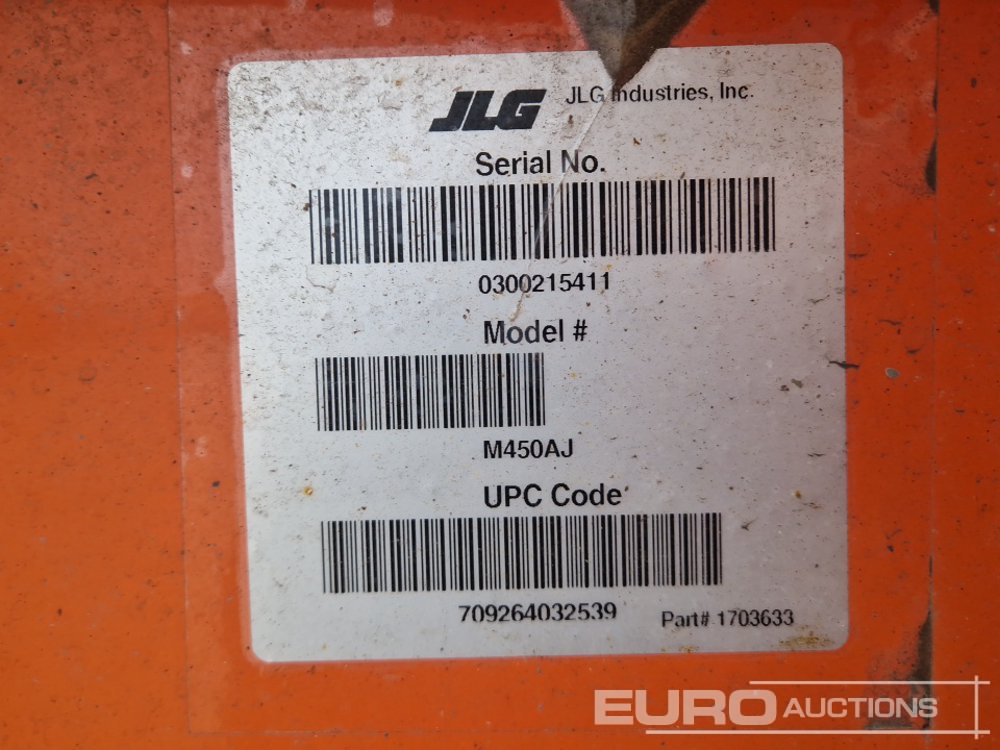 JLG JLG Industries, Inc.
Serial No.
0300215411
Model #
M450AJ
UPC Code
709264032539 Part# 1703633
EURO AUCTIONS